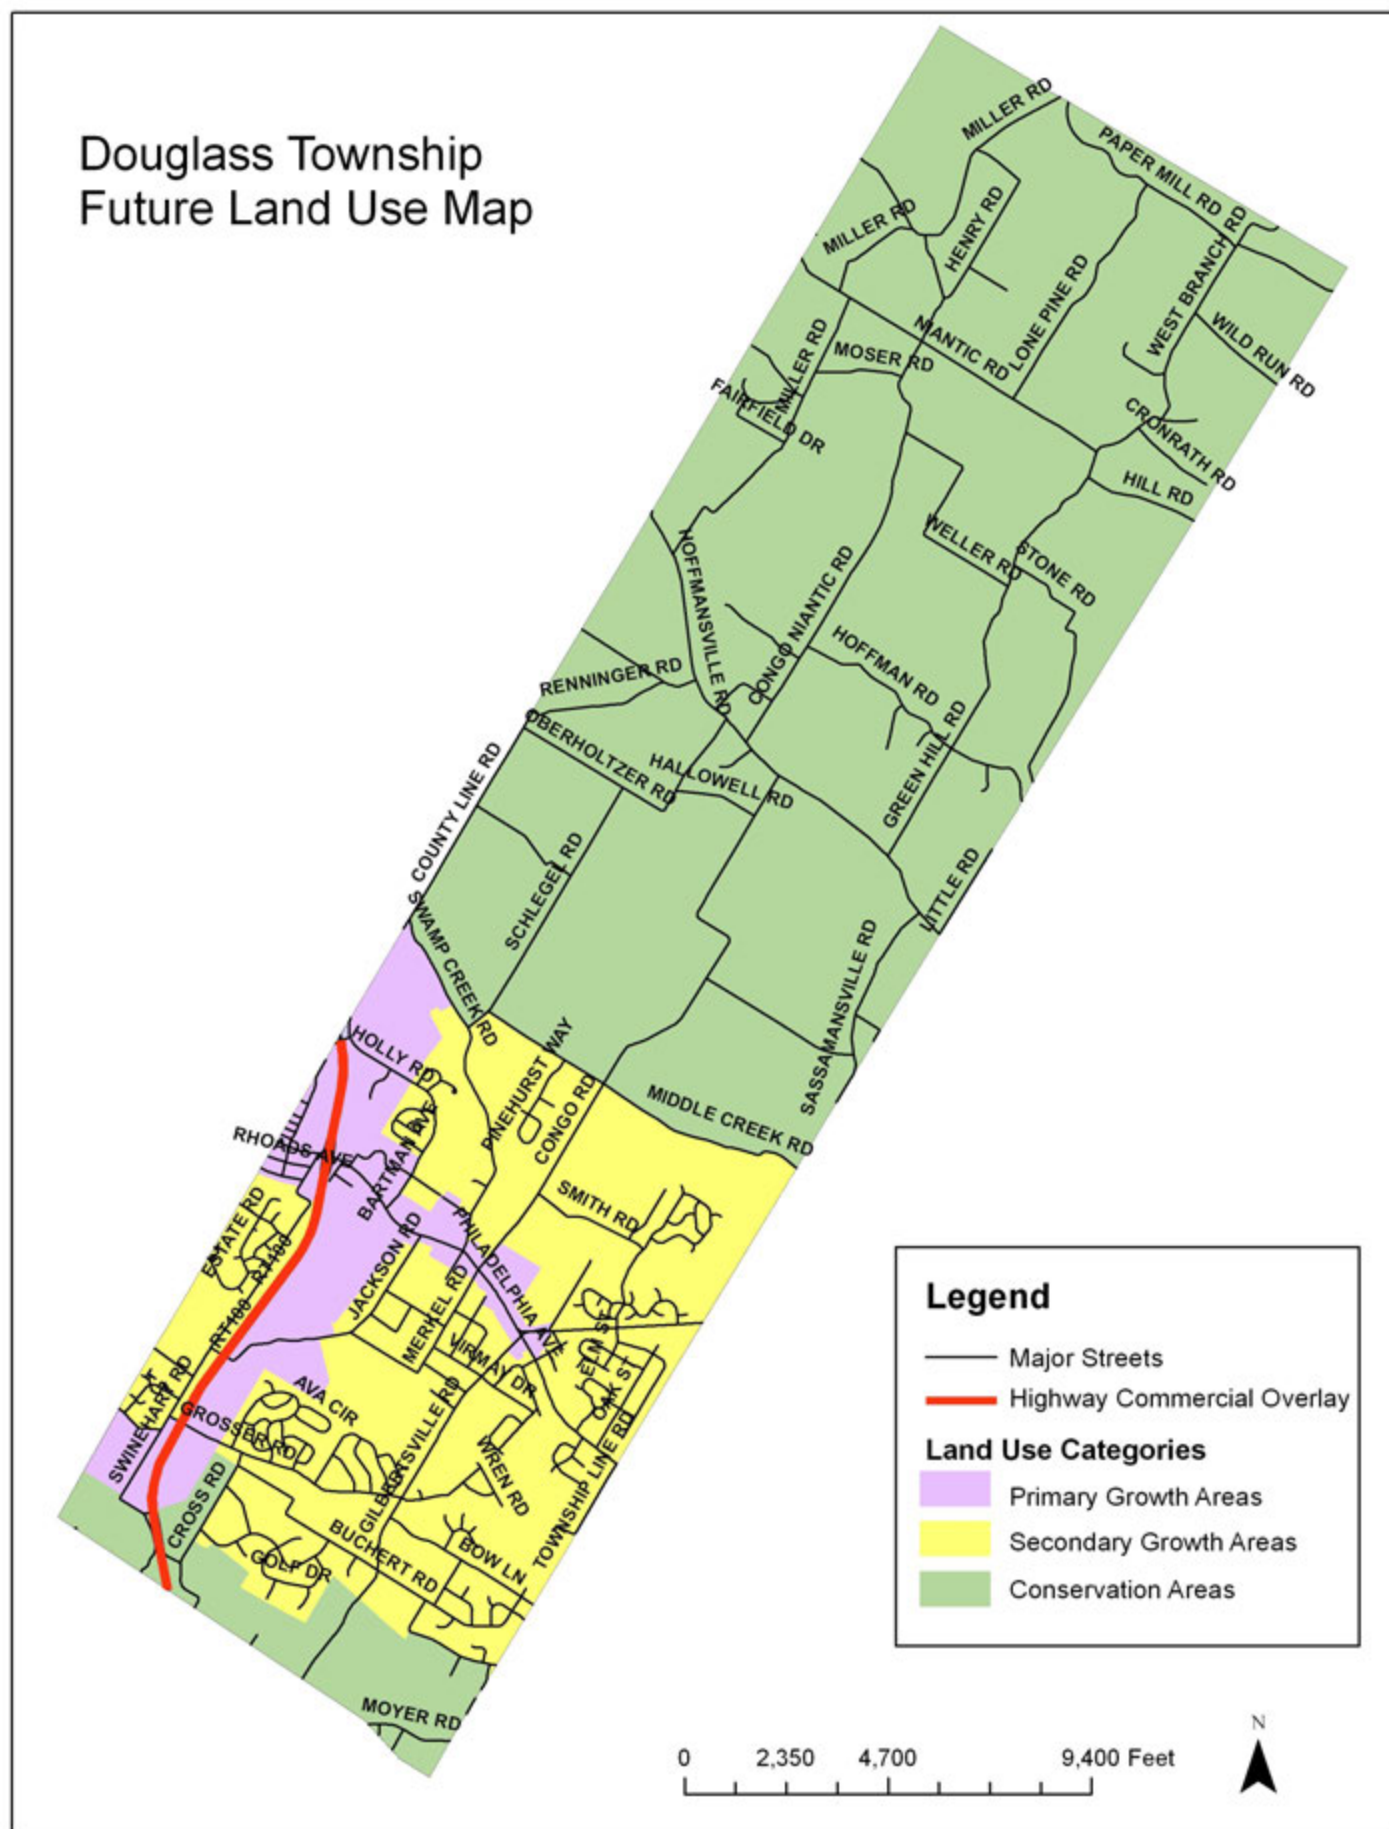 Douglass Township
Future Land Use Map
MILLER RD
PAPER MILL RD
MILLER RD
HENRY RD
WEST BRANCH RD
LONE PINE RD
WILD RUN RD
NIANTIC RD
MILLER RD
MOSER RD
FAIRFIELD DR
CRONRATH RD
HILL RD
HOFFMANSVILLE RD
WELLER RD
STONE RD
CONGO NIANTIC RD
HOFFMAN RD
RENNINGER RD
OBERHOLTZER RD
GREEN HILL RD
COUNTY LINE RD
HALLOWELL RD
SCHLEGEL RD
LITTLE RD
SWAMP CREEK RD
SASSAMANSVILLE RD
HOLLY RD
PINEHURST WAY
CONGO RD
MIDDLE CREEK RD
RHOADS AVE
BARTMAN AVE
SMITH RD
ESTATE RD
RT100
JACKSON RD
PHILADELPHIA AVE
RT100
MERKEL RD
VIRMAY DR
ELM ST
OAK ST
SWINEHART RD
AVA CIR
GROSSER RD
GILBERTSVILLE RD
WREN RD
TOWNSHIP LINE RD
CROSS RD
BUCHERT RD
BOW LN
GOLF DR
MOYER RD
Legend
Major Streets
Highway Commercial Overlay
Land Use Categories
Primary Growth Areas
Secondary Growth Areas
Conservation Areas
N
0 2,350 4,700 9,400 Feet